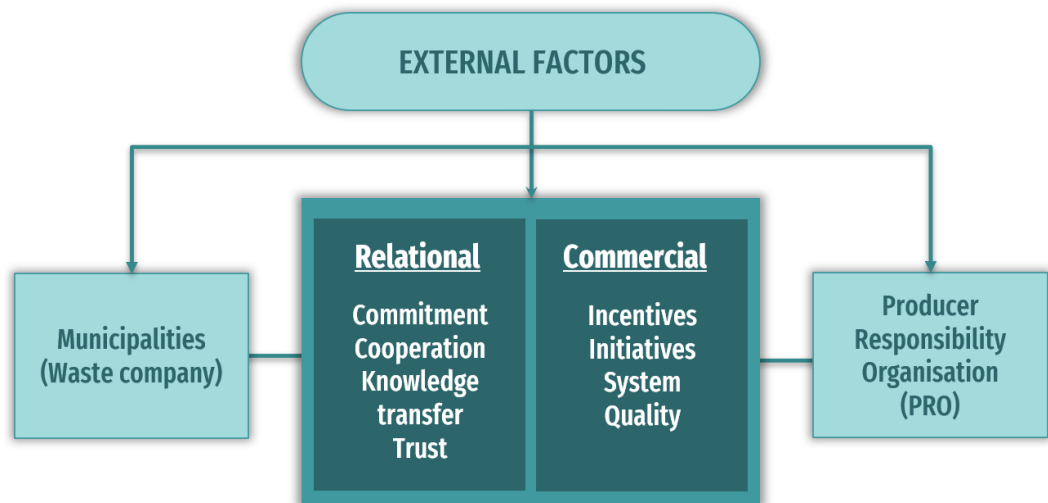 EXTERNAL FACTORS
Municipalities
(Waste company)
Relational
Commitment
Cooperation
Knowledge
transfer
Trust
Commercial
Incentives
Initiatives
System
Quality
Producer
Responsibility
Organisation
(PRO)